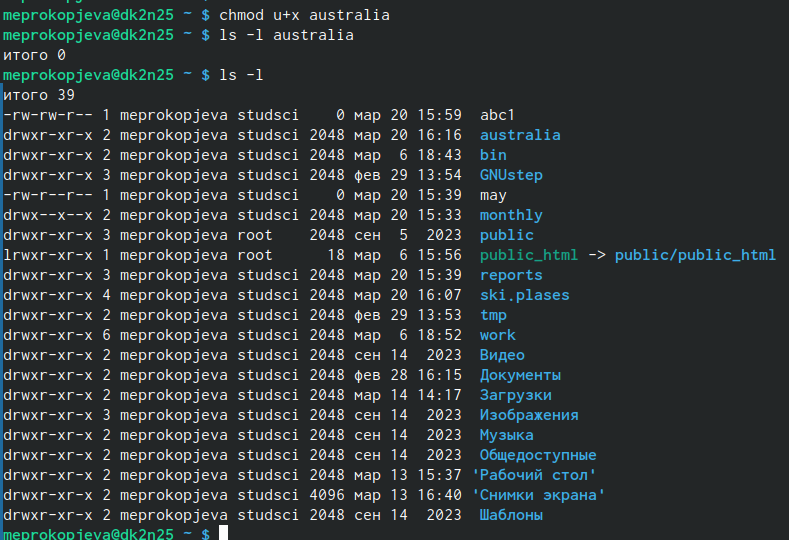 meprokopjeva@dk2n25 ~ $ chmod u+x australia
meprokopjeva@dk2n25 ~ $ ls -l australia
итого 0
meprokopjeva@dk2n25 ~ $ ls -l
итого 39
-rw-rw-r-- 1 meprokopjeva studsci    0 мар 20 15:59  abc1
drwxr-xr-x 2 meprokopjeva studsci 2048 мар 20 16:16  australia
drwxr-xr-x 2 meprokopjeva studsci 2048 мар  6 18:43  bin
drwxr-xr-x 3 meprokopjeva studsci 2048 фев 29 13:54  GNUstep
-rw-r--r-- 1 meprokopjeva studsci    0 мар 20 15:39  may
drwx--x--x 2 meprokopjeva studsci 2048 мар 20 15:33  monthly
drwxr-xr-x 3 meprokopjeva root    2048 сен  5  2023  public
lrwxr-xr-x 1 meprokopjeva root      18 мар  6 15:56  public_html -> public/public_html
drwxr-xr-x 3 meprokopjeva studsci 2048 мар 20 15:39  reports
drwxr-xr-x 4 meprokopjeva studsci 2048 мар 20 16:07  ski.plases
drwxr-xr-x 2 meprokopjeva studsci 2048 фев 29 13:53  tmp
drwxr-xr-x 6 meprokopjeva studsci 2048 мар  6 18:52  work
drwxr-xr-x 2 meprokopjeva studsci 2048 сен 14  2023  Видео
drwxr-xr-x 2 meprokopjeva studsci 2048 фев 28 16:15  Документы
drwxr-xr-x 2 meprokopjeva studsci 2048 мар 14 14:17  Загрузки
drwxr-xr-x 3 meprokopjeva studsci 2048 сен 14  2023  Изображения
drwxr-xr-x 2 meprokopjeva studsci 2048 сен 14  2023  Музыка
drwxr-xr-x 2 meprokopjeva studsci 2048 сен 14  2023  Общедоступные
drwxr-xr-x 2 meprokopjeva studsci 2048 мар 13 15:37 'Рабочий стол'
drwxr-xr-x 2 meprokopjeva studsci 4096 мар 13 16:40 'Снимки экрана'
drwxr-xr-x 2 meprokopjeva studsci 2048 сен 14  2023  Шаблоны
meprokopjeva@dk2n25 ~ $